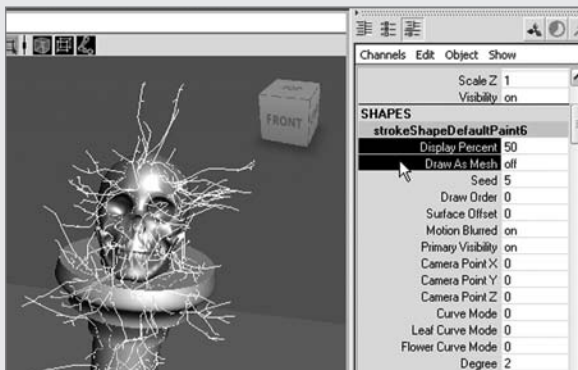 Channels Edit Object Show
Scale Z 1
Visibility on
SHAPES
strokeShapeDefaultPaint6
Display Percent 50
Draw As Mesh off
Seed 5
Draw Order 0
Surface Offset 0
Motion Blurred on
Primary Visibility on
Camera Point X 0
Camera Point Y 0
Camera Point Z 0
Curve Mode 0
Leaf Curve Mode 0
Flower Curve Mode 0
Degree 2
TOP
FRONT